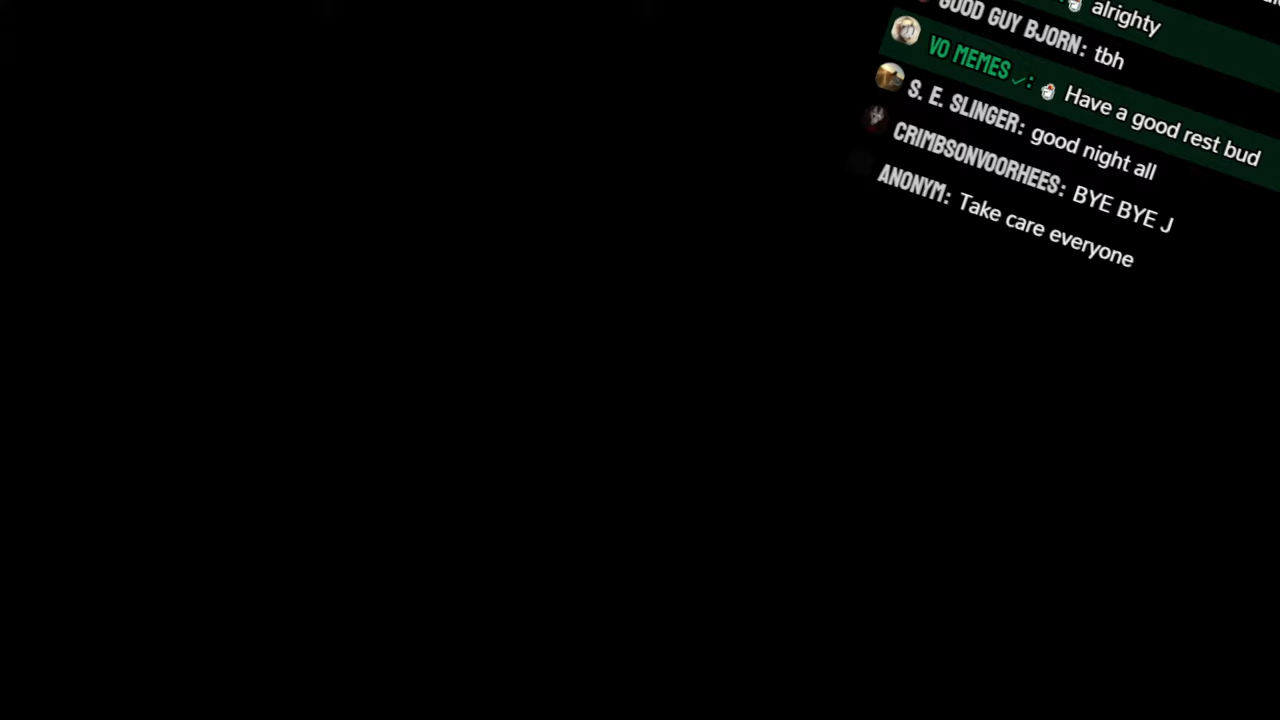 alrighty
GOOD GUY BJORN: tbh
VO MEMES✓: Have a good rest bud
S. E. SLINGER: good night all
CRIMBSONVOORHEES: BYE BYE J
ANONYM: Take care everyone